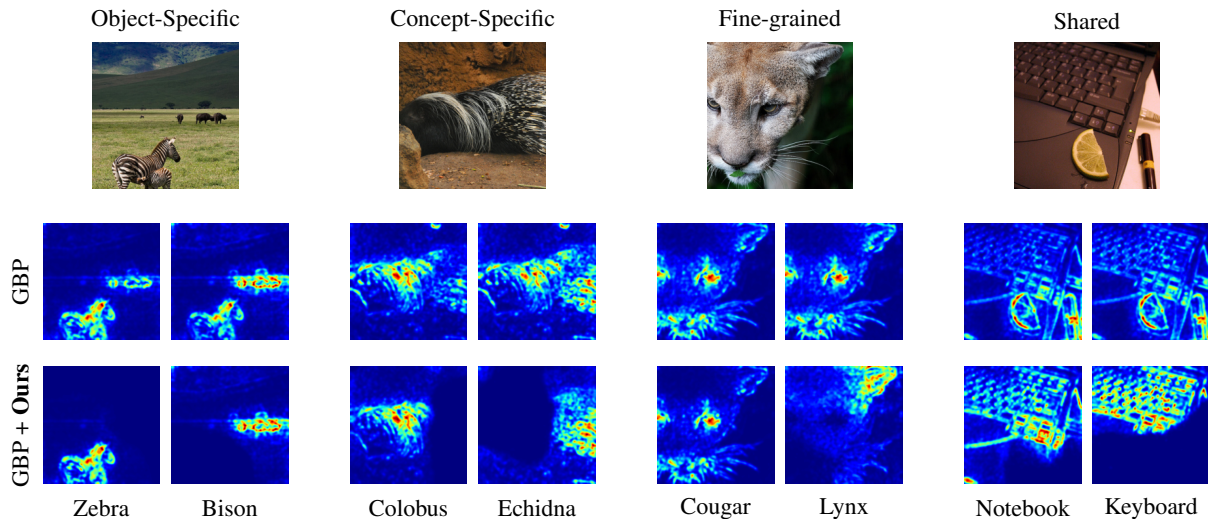 Object-Specific Concept-Specific Fine-grained Shared
GBP
GBP + Ours
Zebra Bison Colobus Echidna Cougar Lynx Notebook Keyboard